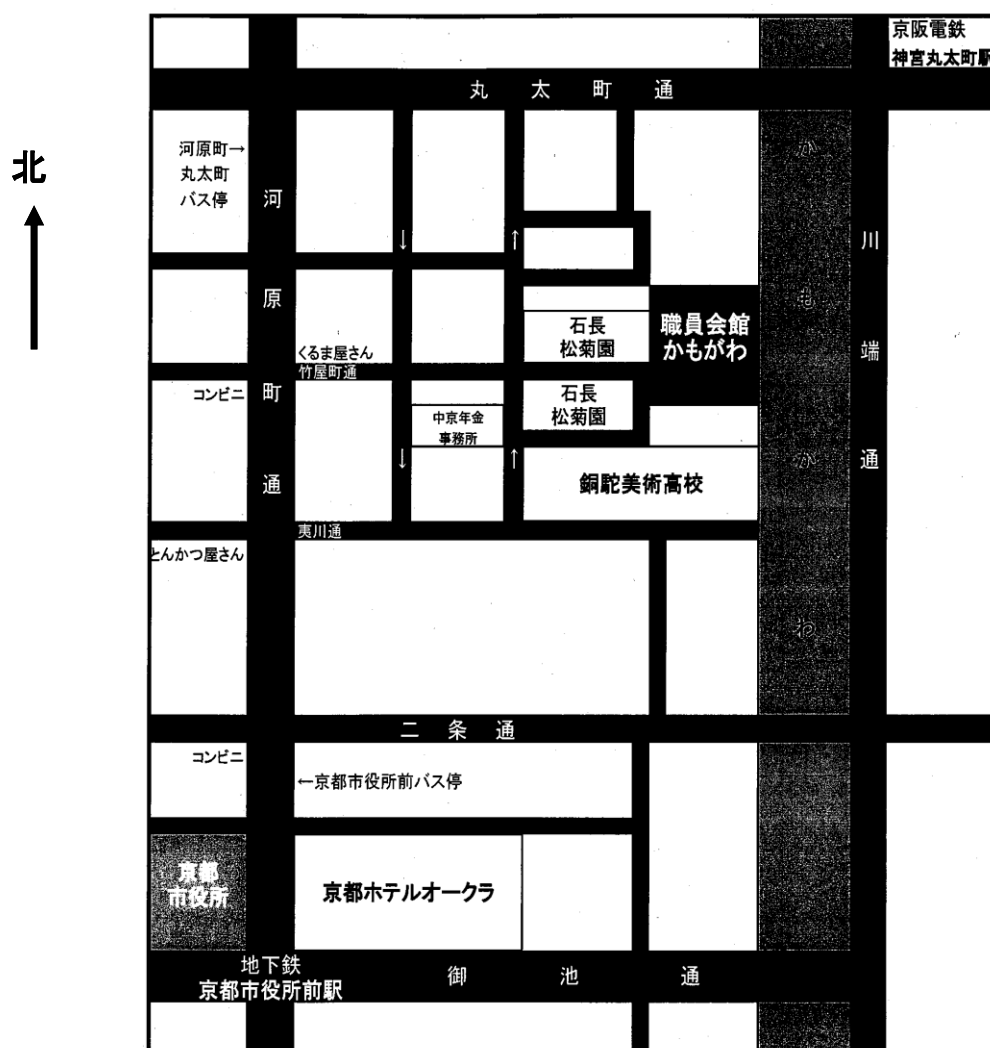 京阪電鉄
神宮丸太町駅
丸太町通
北
河原町→
丸太町
バス停
河原町通
かもがわ
川端通
↓
↑
職員会館
かもがわ
石長
松菊園
くるま屋さん
竹屋町通
コンビニ
石長
松菊園
中京年金
事務所
↓
↑
銅駝美術高校
夷川通
とんかつ屋さん
二条通
コンビニ
←京都市役所前バス停
京都
市役所
京都ホテルオークラ
地下鉄
京都市役所前駅
御池通